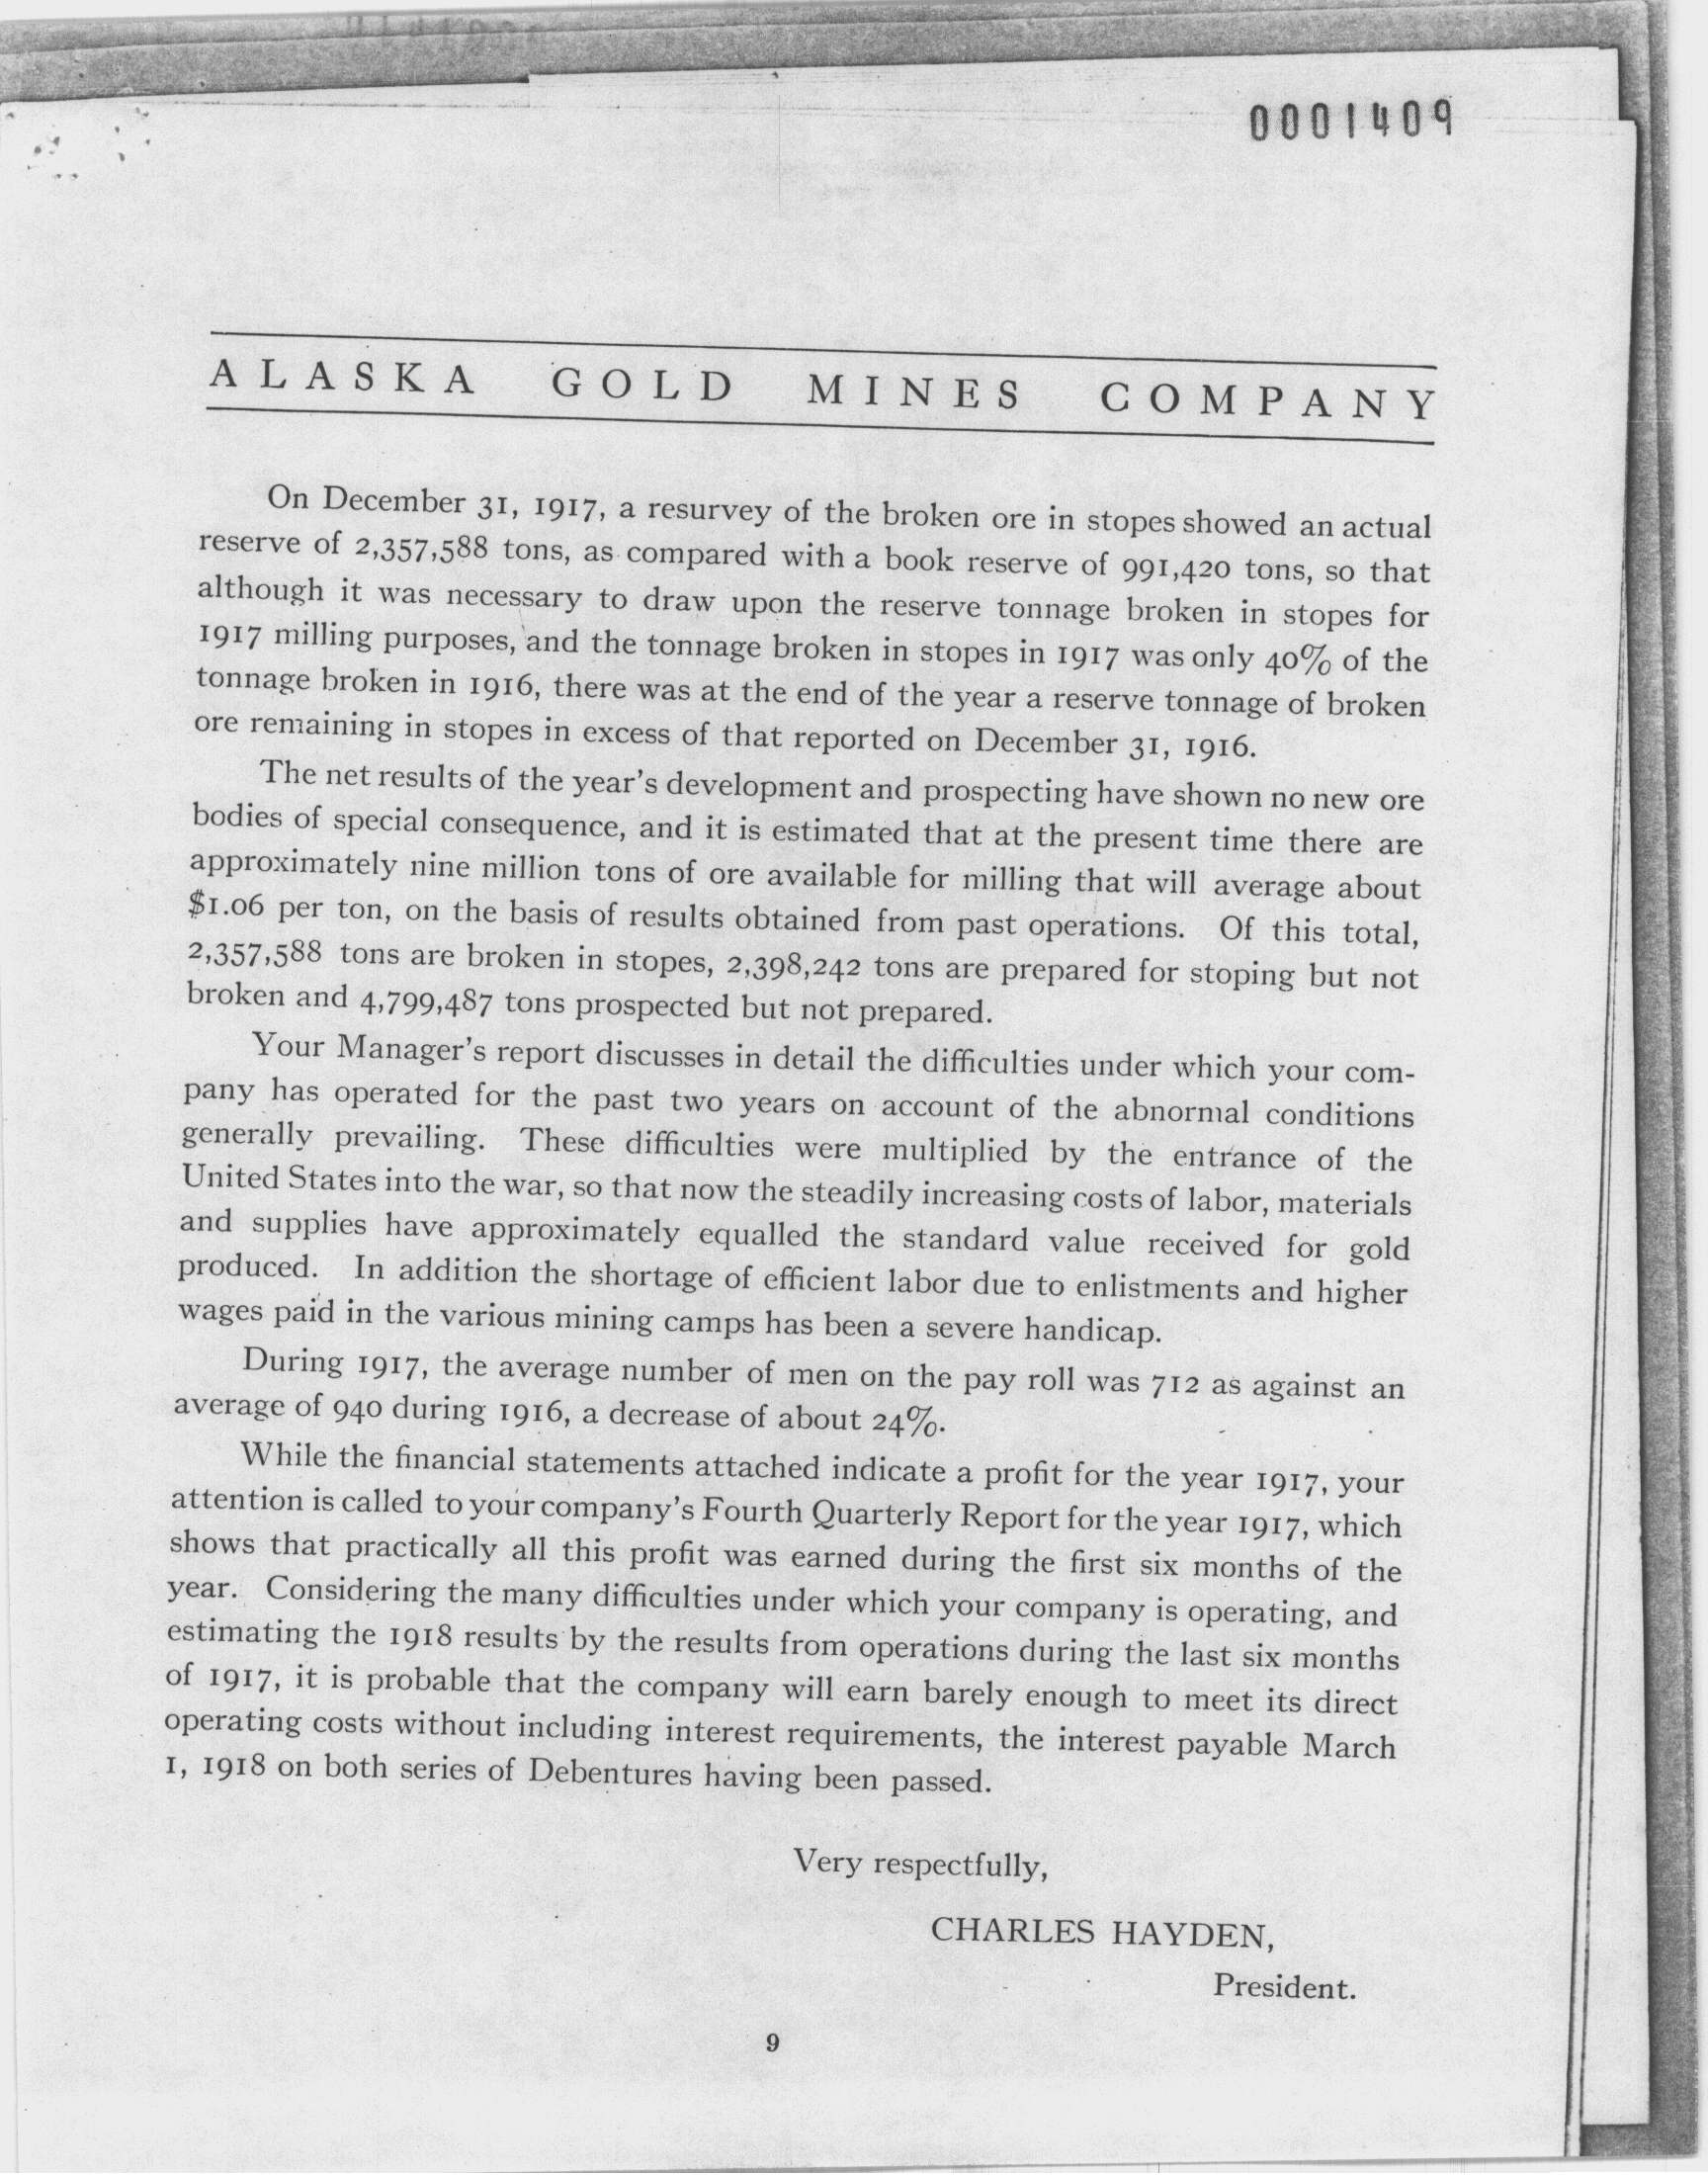 0001409
ALASKA GOLD MINES COMPANY
On December 31, 1917, a resurvey of the broken ore in stopes showed an actual
reserve of 2,357,588 tons, as compared with a book reserve of 991,420 tons, so that
although it was necessary to draw upon the reserve tonnage broken in stopes for
1917 milling purposes, and the tonnage broken in stopes in 1917 was only 40% of the
tonnage broken in 1916, there was at the end of the year a reserve tonnage of broken
ore remaining in stopes in excess of that reported on December 31, 1916.
The net results of the year's development and prospecting have shown no new ore
bodies of special consequence, and it is estimated that at the present time there are
approximately nine million tons of ore available for milling that will average about
$1.06 per ton, on the basis of results obtained from past operations. Of this total,
2,357,588 tons are broken in stopes, 2,398,242 tons are prepared for stoping but not
broken and 4,799,487 tons prospected but not prepared.
Your Manager's report discusses in detail the difficulties under which your com-
pany has operated for the past two years on account of the abnormal conditions
generally prevailing. These difficulties were multiplied by the entrance of the
United States into the war, so that now the steadily increasing costs of labor, materials
and supplies have approximately equalled the standard value received for gold
produced. In addition the shortage of efficient labor due to enlistments and higher
wages paid in the various mining camps has been a severe handicap.
During 1917, the average number of men on the pay roll was 712 as against an
average of 940 during 1916, a decrease of about 24%.
While the financial statements attached indicate a profit for the year 1917, your
attention is called to your company's Fourth Quarterly Report for the year 1917, which
shows that practically all this profit was earned during the first six months of the
year. Considering the many difficulties under which your company is operating, and
estimating the 1918 results by the results from operations during the last six months
of 1917, it is probable that the company will earn barely enough to meet its direct
operating costs without including interest requirements, the interest payable March
1, 1918 on both series of Debentures having been passed.
Very respectfully,
CHARLES HAYDEN,
President.
9